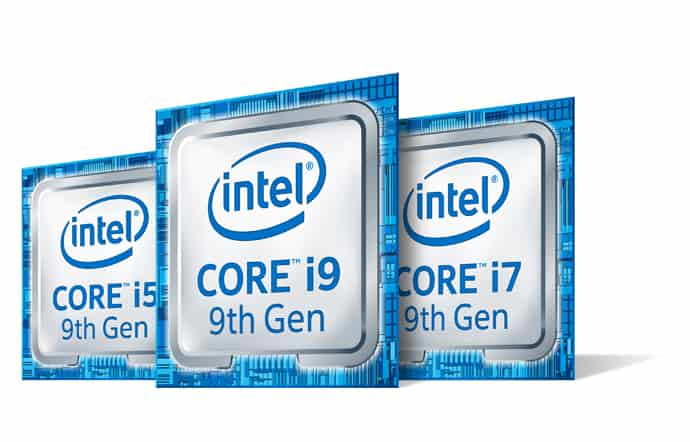 intel®
CORE™ i5
9th Gen
intel®
CORE™ i9
9th Gen
intel®
CORE™ i7
9th Gen